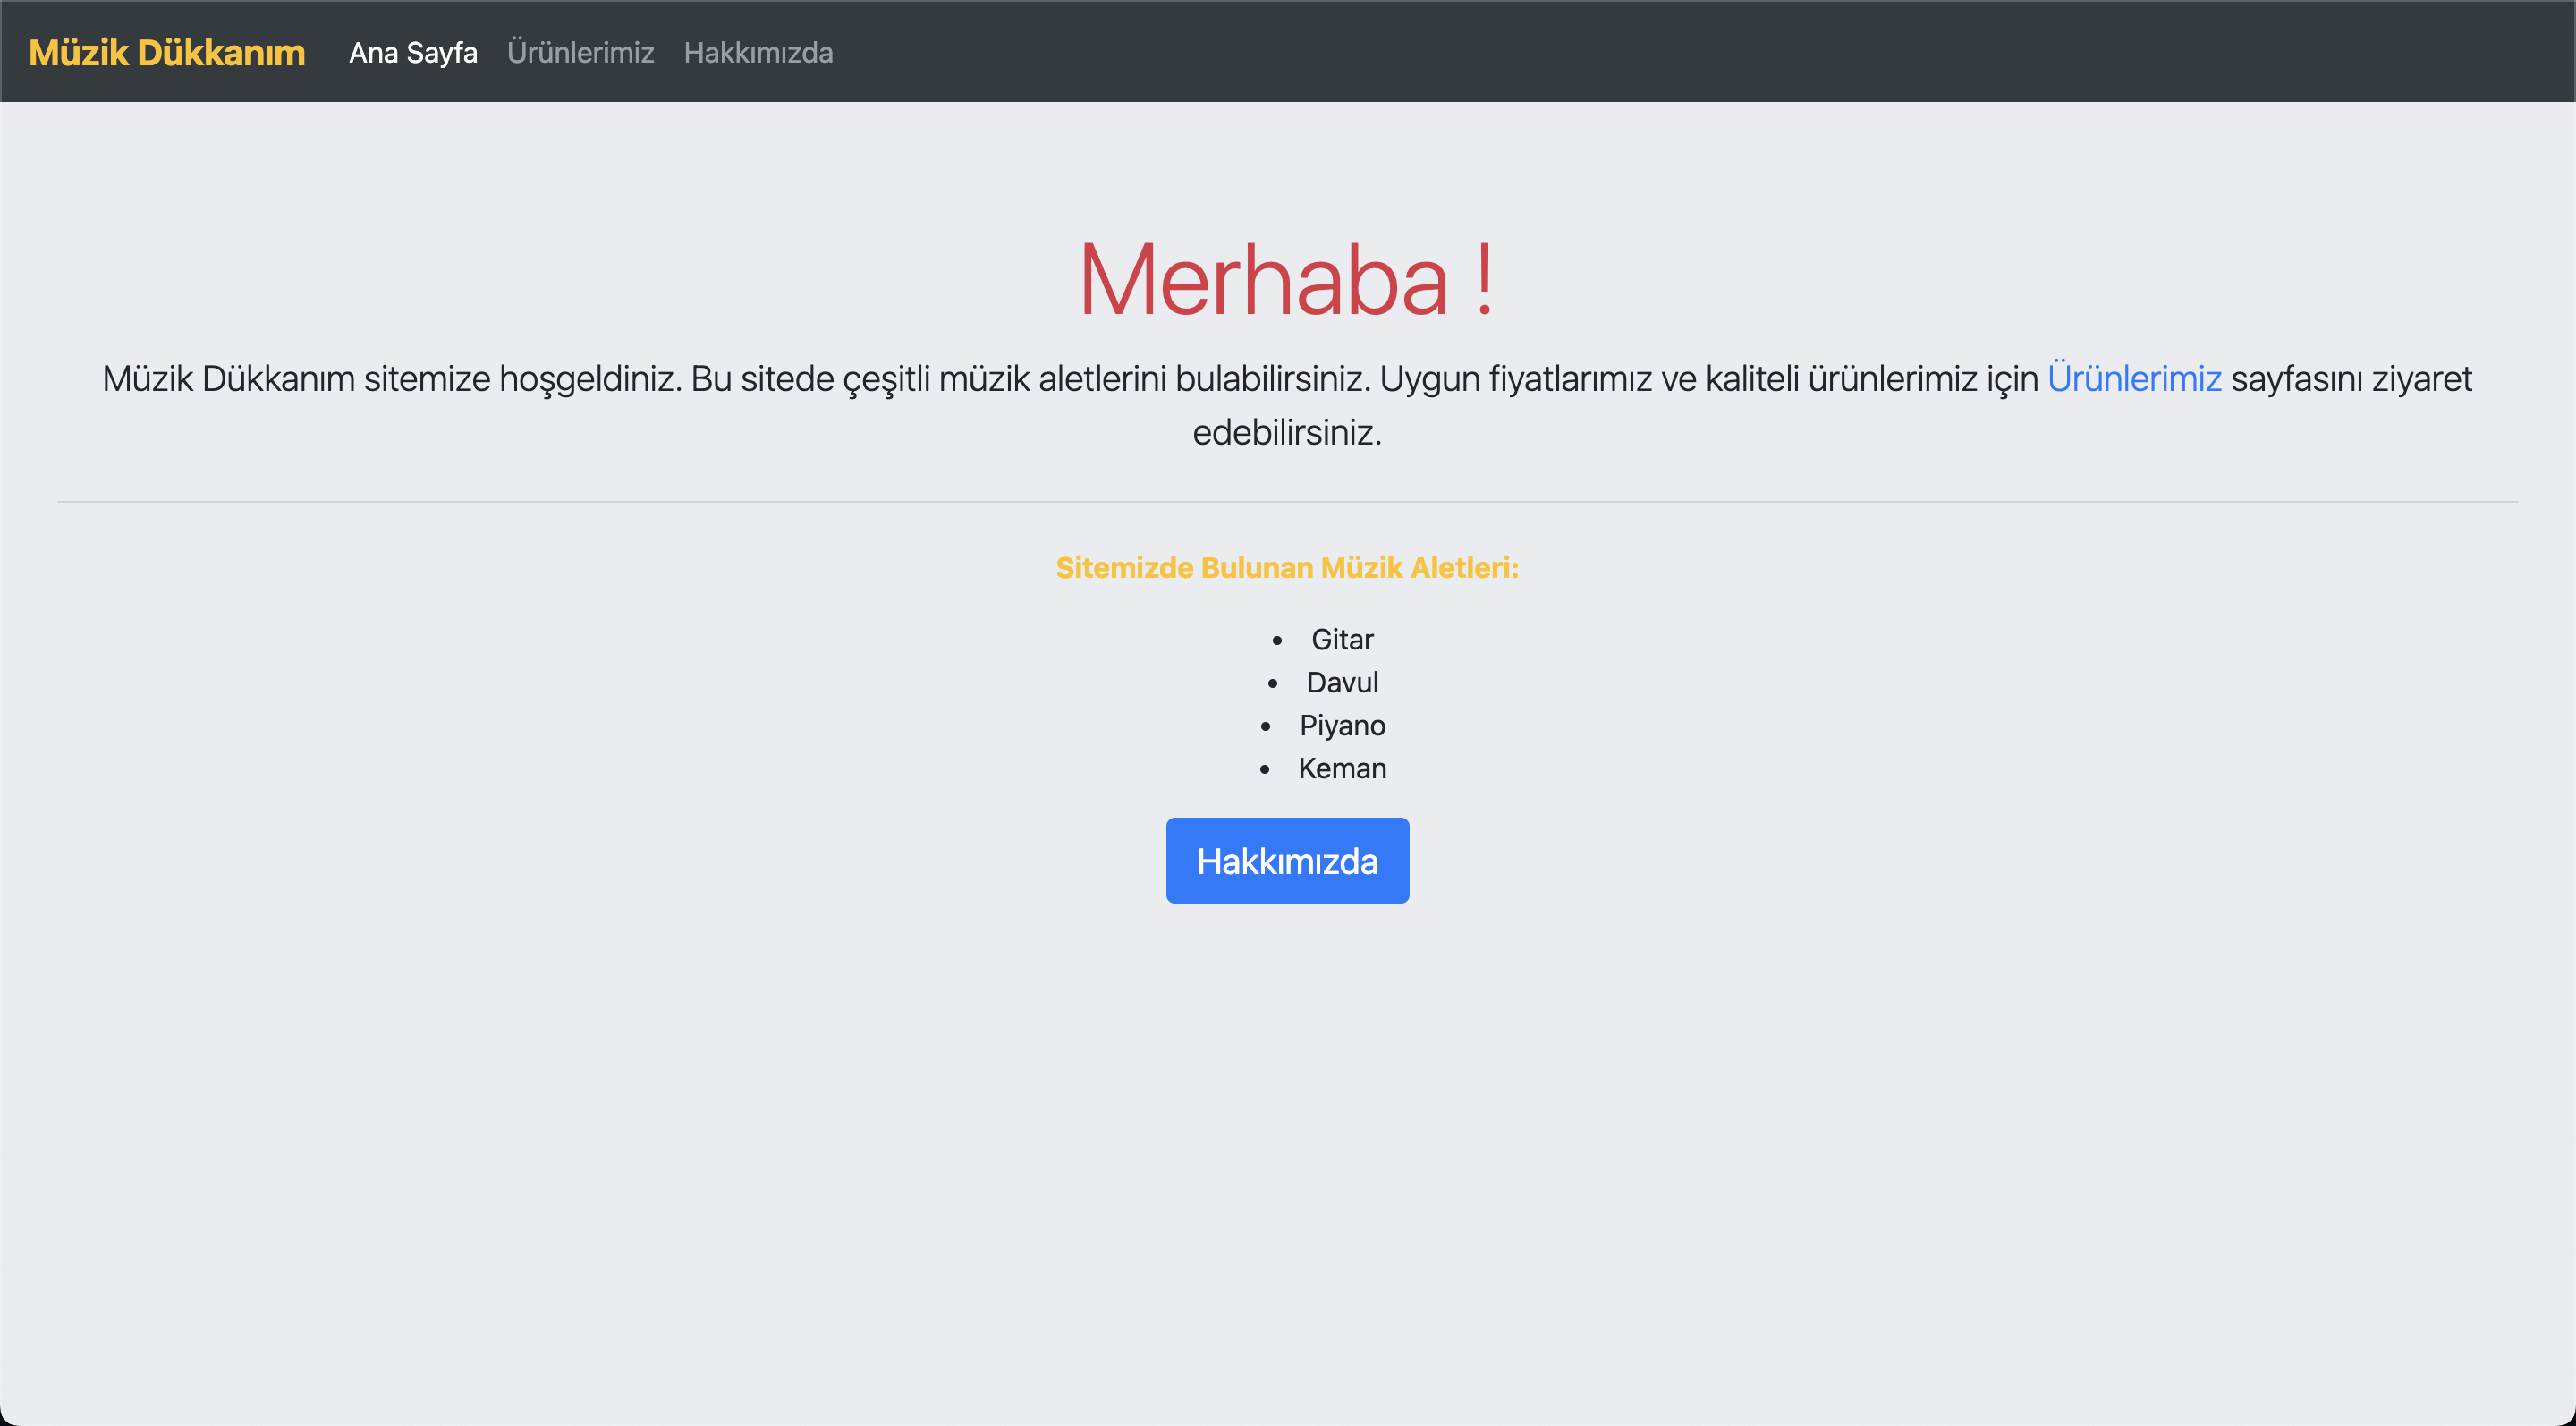 Müzik Dükkanım Ana Sayfa Ürünlerimiz Hakkımızda
Merhaba !
Müzik Dükkanım sitemize hoşgeldiniz. Bu sitede çeşitli müzik aletlerini bulabilirsiniz. Uygun fiyatlarımız ve kaliteli ürünlerimiz için Ürünlerimiz sayfasını ziyaret
edebilirsiniz.
Sitemizde Bulunan Müzik Aletleri:
• Gitar
• Davul
• Piyano
• Keman
Hakkımızda